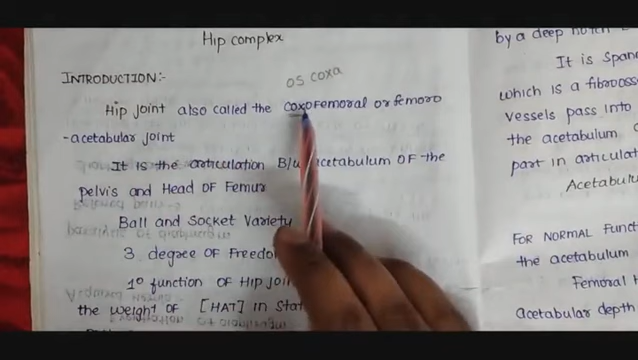 Hip complex
INTRODUCTION:-
OS COXA
Hip joint also called the coxofemoral or femoro
-acetabular joint
It is the articulation B/w acetabulum OF the
pelvis and Head OF Femur
Ball and Socket Variety
3 degree OF Freedo
1° function OF Hip join
the weight OF [HAT] in Stat
by a deep notch
It is span
which is a fibrooss
vessels pass into
the acetabulum
part in articulat
Acetabul
FOR NORMAL Funct
the acetabulum
Femoral h
acetabular depth